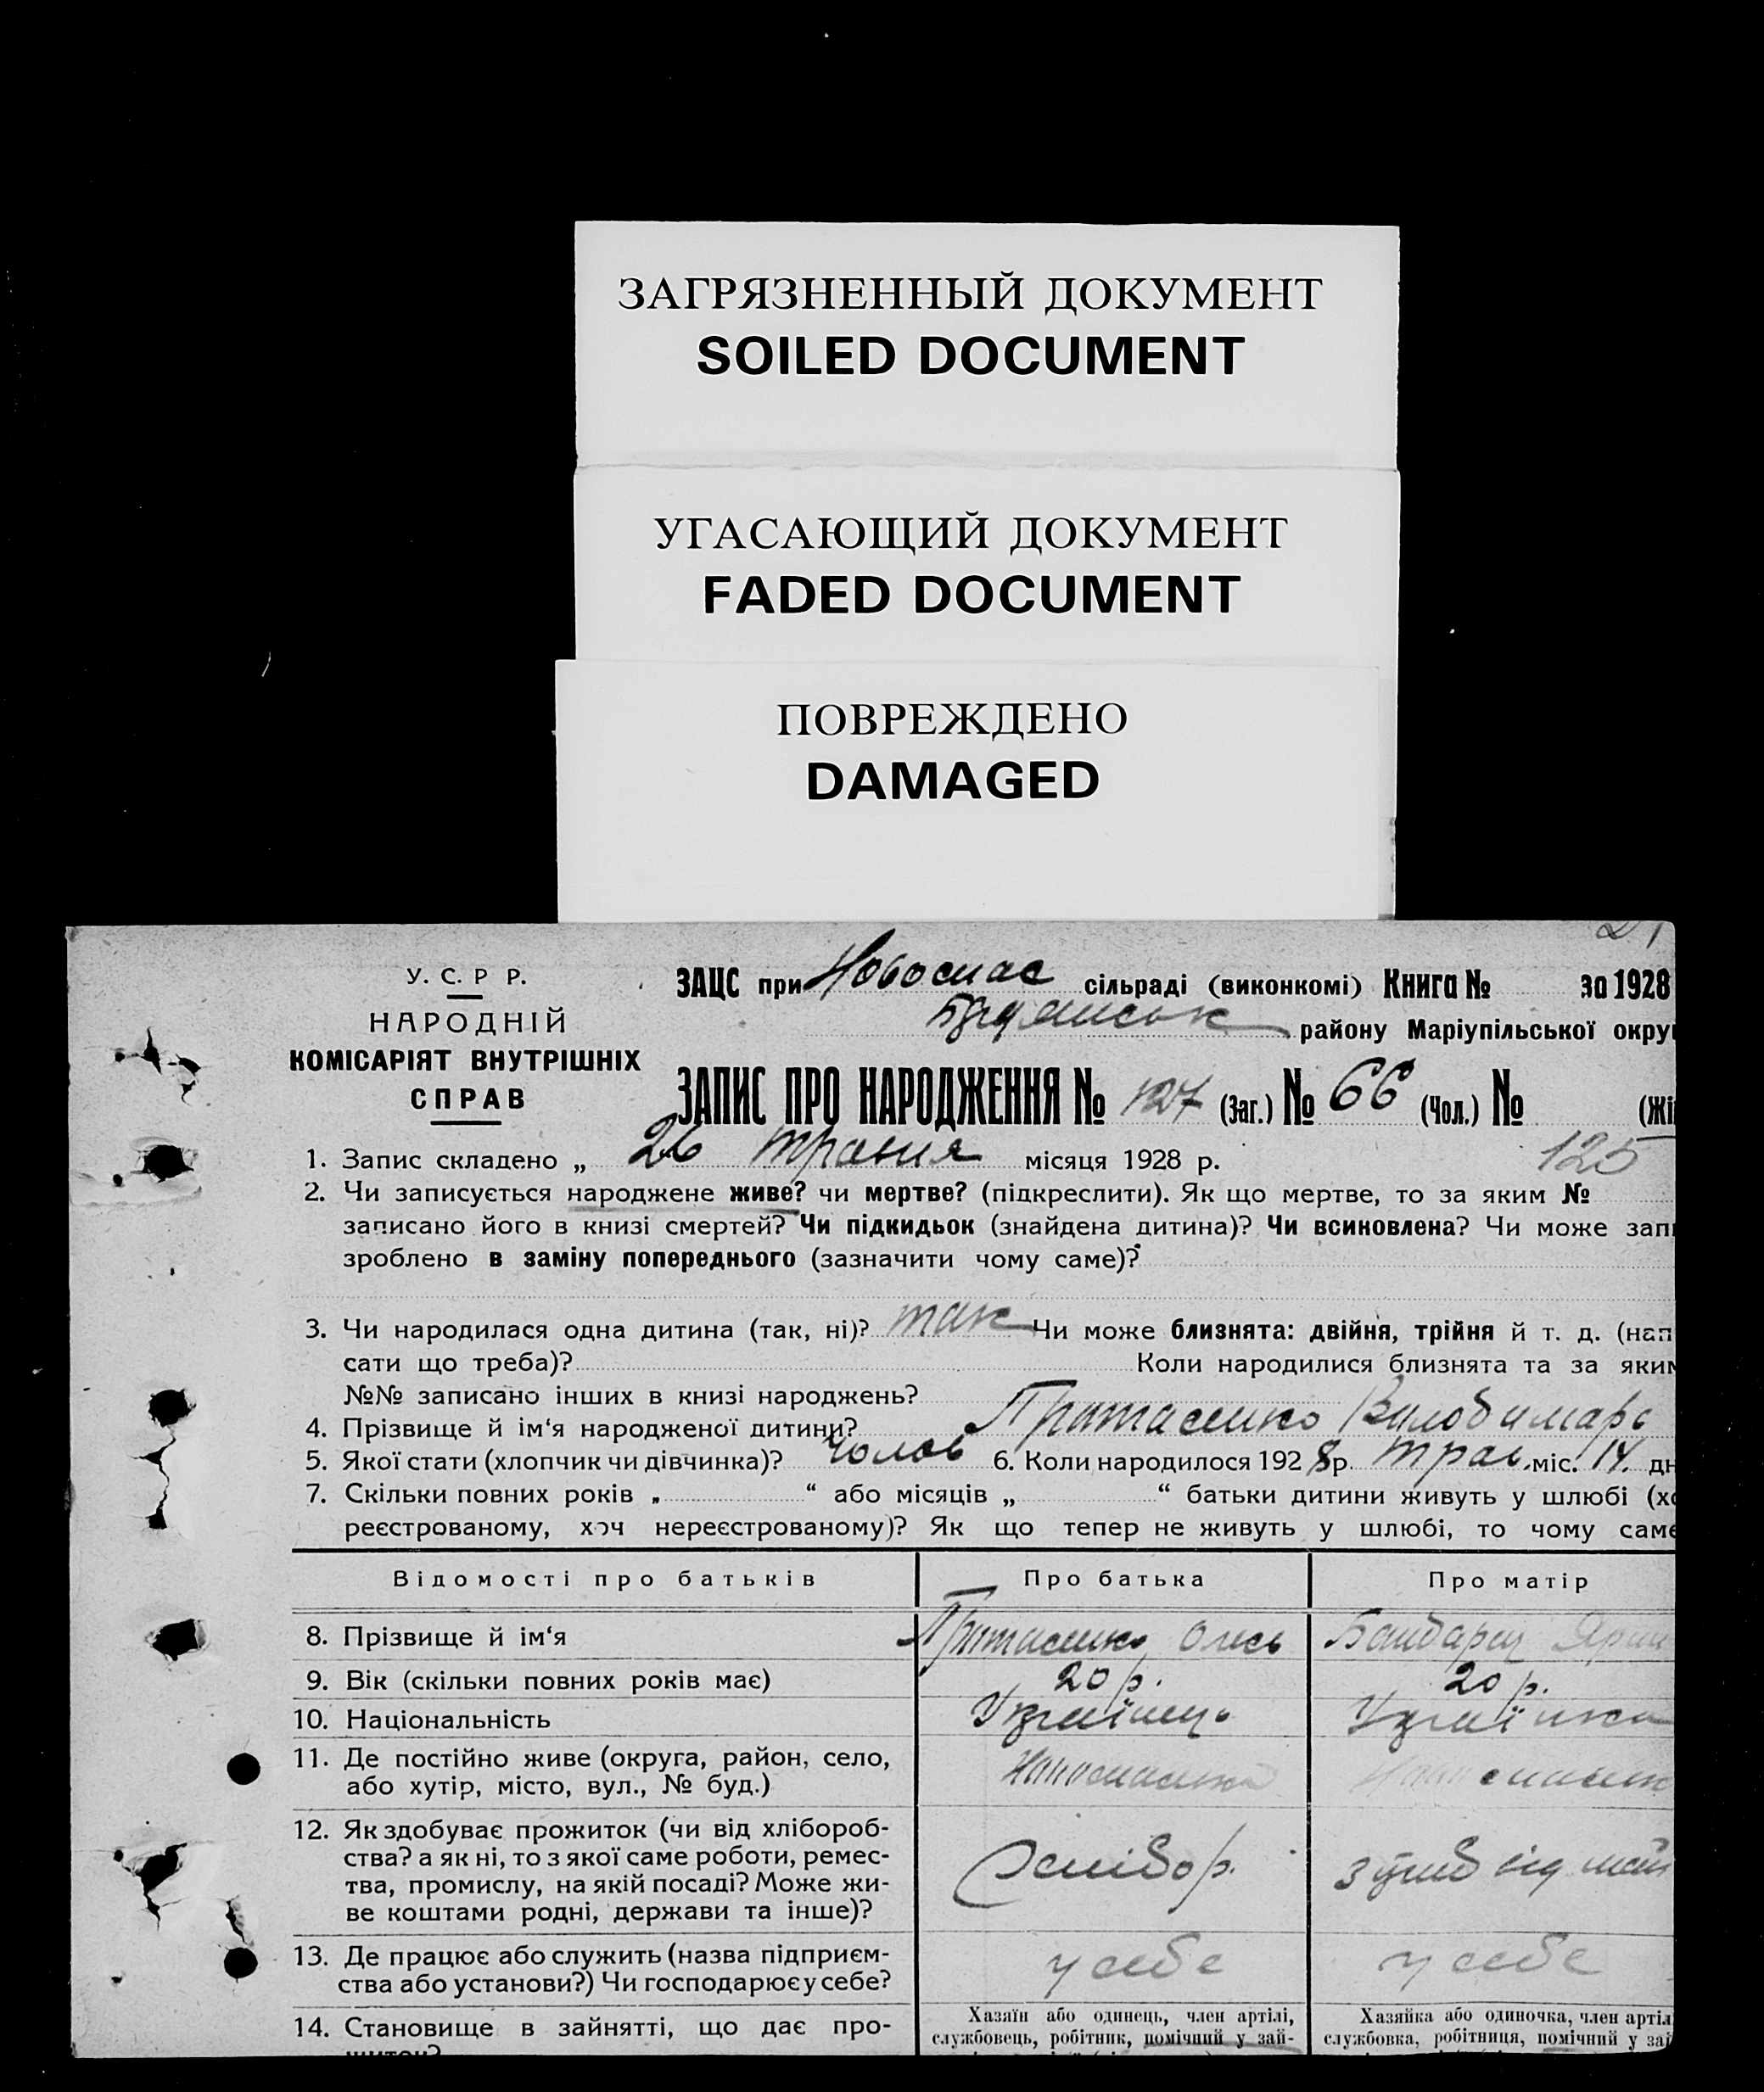 ЗАГРЯЗНЕННЫЙ ДОКУМЕНТ
SOILED DOCUMENT
УГАСАЮЩИЙ ДОКУМЕНТ
FADED DOCUMENT
ПОВРЕЖДЕНО
DAMAGED
У. С. Р Р.
НАРОДНІЙ
КОМІСАРІЯТ ВНУТРІШНІХ
СПРАВ
ЗАЦС при Новоспас сільраді (виконкомі) Книга № за 1928
району Маріупільської окру
ЗАПИС ПРО НАРОДЖЕННЯ № 127 (Заг.) № 66 (Чол.) № (Жі
125
1. Запис складено „ 26 травня місяця 1928 р.
2. Чи записується народжене живе? чи мертве? (підкреслити). Як що мертве, то за яким №
записано його в книзі смертей? Чи підкидьок (знайдена дитина)? Чи всиновлена? Чи може зап
зроблено в заміну попереднього (зазначити чому саме)?
3. Чи народилася одна дитина (так, ні)? так Чи може близнята: двійня, трійня й т. д. (нап
сати що треба)? Коли народилися близнята та за яким
№№ записано інших в книзі народжень?
4. Прізвище й ім‘я народженої дитини?
5. Якої стати (хлопчик чи дівчинка)? чолов 6. Коли народилося 192 8 р. трав. міс. 14. дн
7. Скільки повних років „ “ або місяців „ “ батьки дитини живуть у шлюбі (хо
реєстрованому, хоч нереєстрованому)? Як що тепер не живуть у шлюбі, то чому саме
Відомості про батьків Про батька Про матір
8. Прізвище й ім‘я Олесь
9. Вік (скільки повних років має) 20 р. 20 р.
10. Національність Українець Українка
11. Де постійно живе (округа, район, село,
або хутір, місто, вул., № буд.)
12. Як здобуває прожиток (чи від хлібороб-
ства? а як ні, то з якої саме роботи, ремес-
тва, промислу, на якій посаді? Може жи-
ве коштами родні, держави та інше)?
13. Де працює або служить (назва підприєм-
ства або установи?) Чи господарює у себе?
у себе у себе
14. Становище в зайнятті, що дає про-
Хазяїн або одинець, член артілі,
службовець, робітник, помічний у зай-
Хазяйка або одиночка, член артіл
службовка, робітниця, помічний у зай